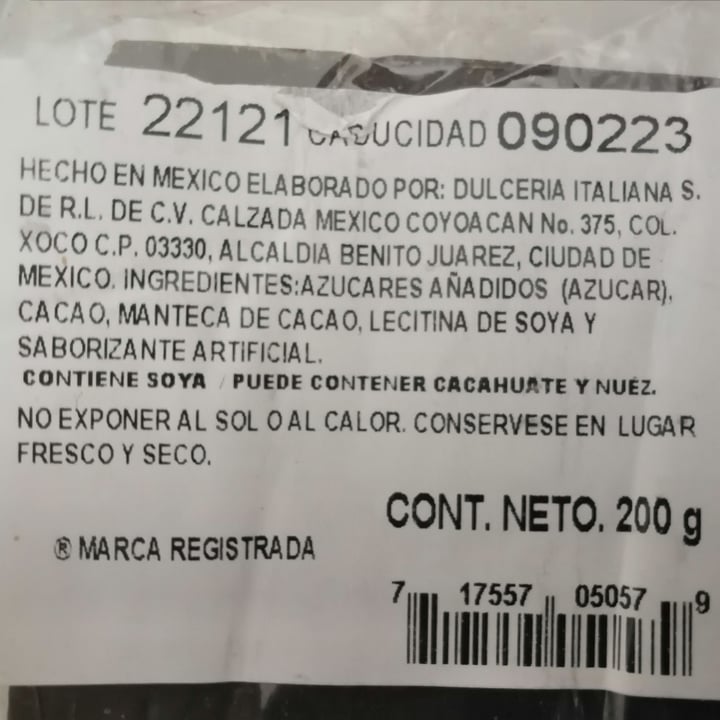 LOTE 22121 CADUCIDAD 090223
HECHO EN MEXICO ELABORADO POR: DULCERIA ITALIANA S.
DE R.L. DE C.V. CALZADA MEXICO COYOACAN No. 375, COL.
XOCO C.P. 03330, ALCALDIA BENITO JUAREZ, CIUDAD DE
MEXICO. INGREDIENTES:AZUCARES AÑADIDOS (AZUCAR),
CACAO, MANTECA DE CACAO, LECITINA DE SOYA Y
SABORIZANTE ARTIFICIAL.
CONTIENE SOYA / PUEDE CONTENER CACAHUATE Y NUEZ.
NO EXPONER AL SOL O AL CALOR. CONSERVESE EN LUGAR
FRESCO Y SECO.
CONT. NETO. 200 g
® MARCA REGISTRADA
7 17557 05057 9